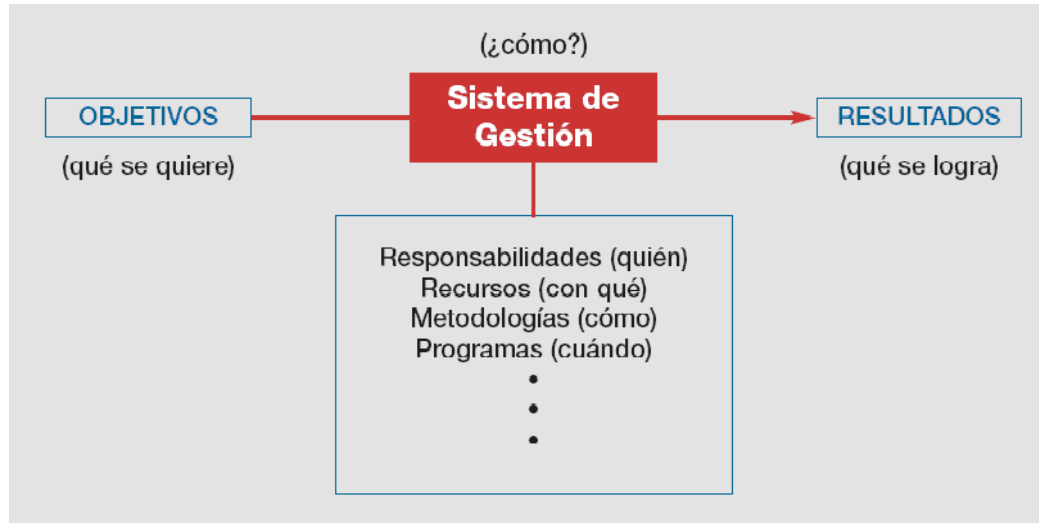 (¿cómo?)
OBJETIVOS
(qué se quiere)
Sistema de
Gestión
RESULTADOS
(qué se logra)
Responsabilidades (quién)
Recursos (con qué)
Metodologías (cómo)
Programas (cuándo)